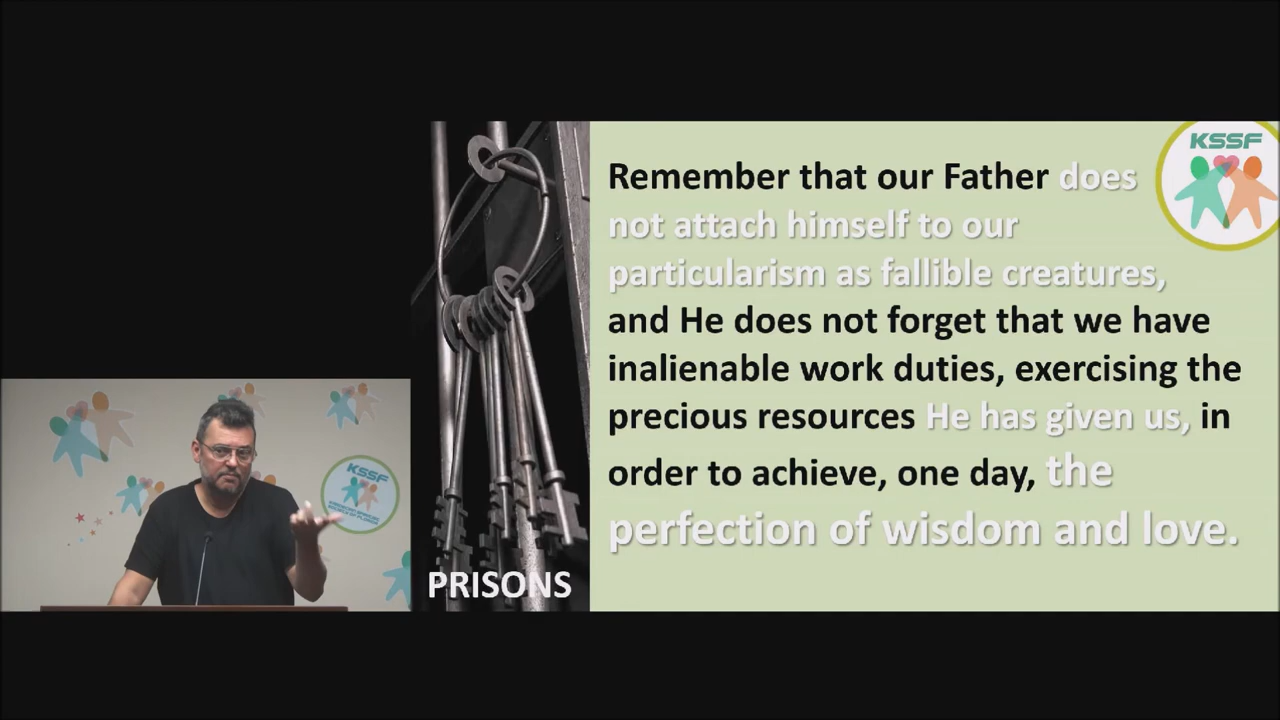 KSSF
Remember that our Father does
not attach himself to our
particularism as fallible creatures,
and He does not forget that we have
inalienable work duties, exercising the
precious resources He has given us, in
order to achieve, one day, the
perfection of wisdom and love.
PRISONS
KSSF